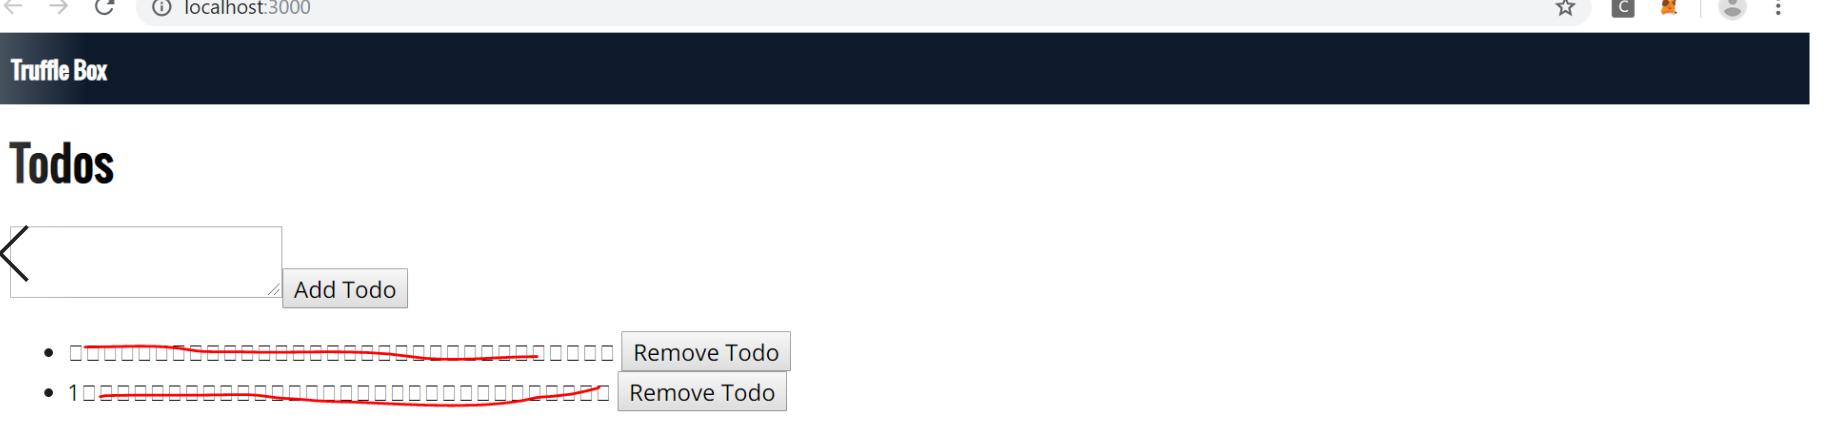 localhost:3000
C
Truffle Box
Todos
Add Todo
Remove Todo
1 Remove Todo